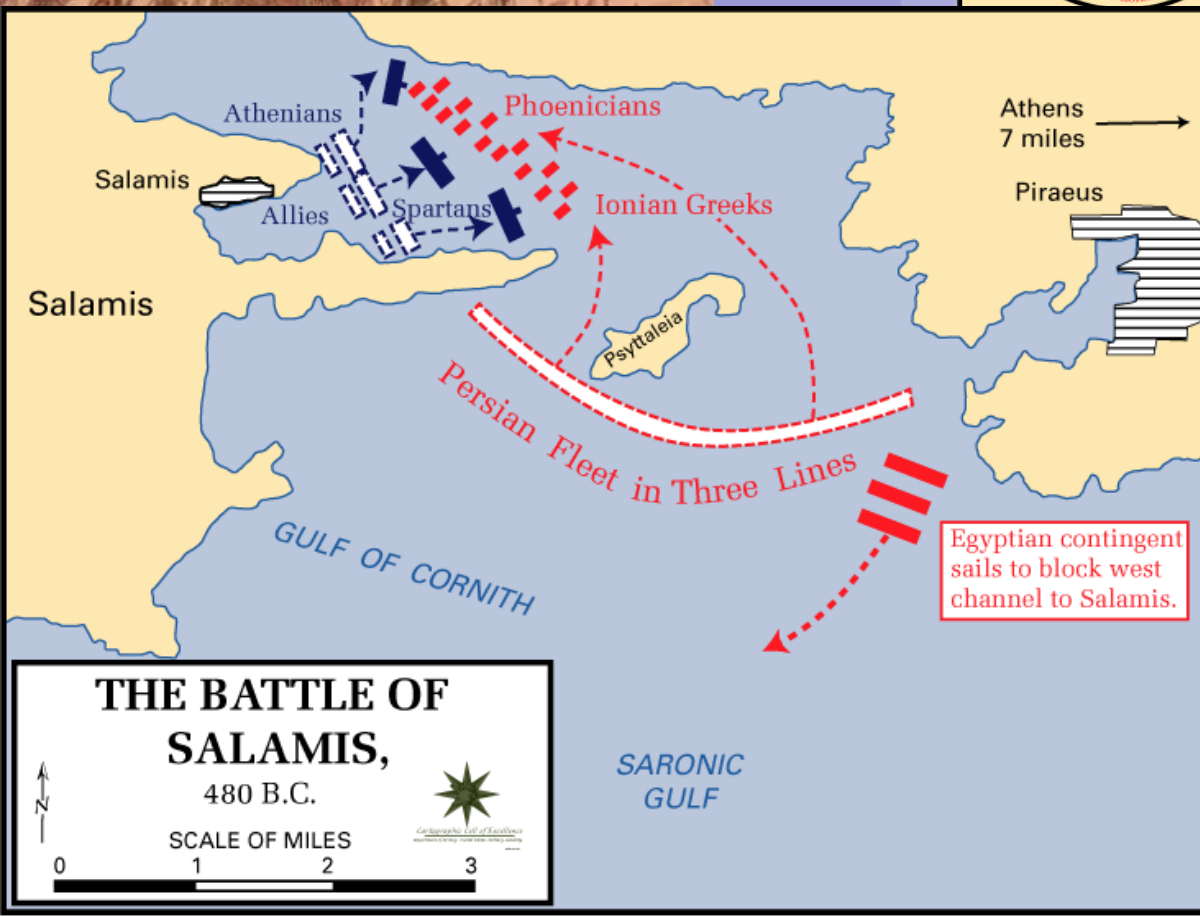 Athenians
Phoenicians
Athens
7 miles
Salamis
Piraeus
Allies
Spartans
Ionian Greeks
Salamis
Psyttaleia
Persian Fleet in Three Lines
Egyptian contingent
sails to block west
channel to Salamis.
GULF OF CORNITH
THE BATTLE OF
SALAMIS,
480 B.C.
N
SCALE OF MILES
0 1 2 3
Cartographic Cell of Excellence
SARONIC
GULF